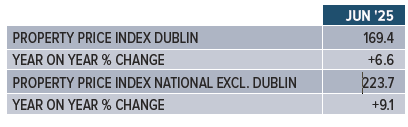 JUN '25
PROPERTY PRICE INDEX DUBLIN 169.4
YEAR ON YEAR % CHANGE +6.6
PROPERTY PRICE INDEX NATIONAL EXCL. DUBLIN 223.7
YEAR ON YEAR % CHANGE +9.1